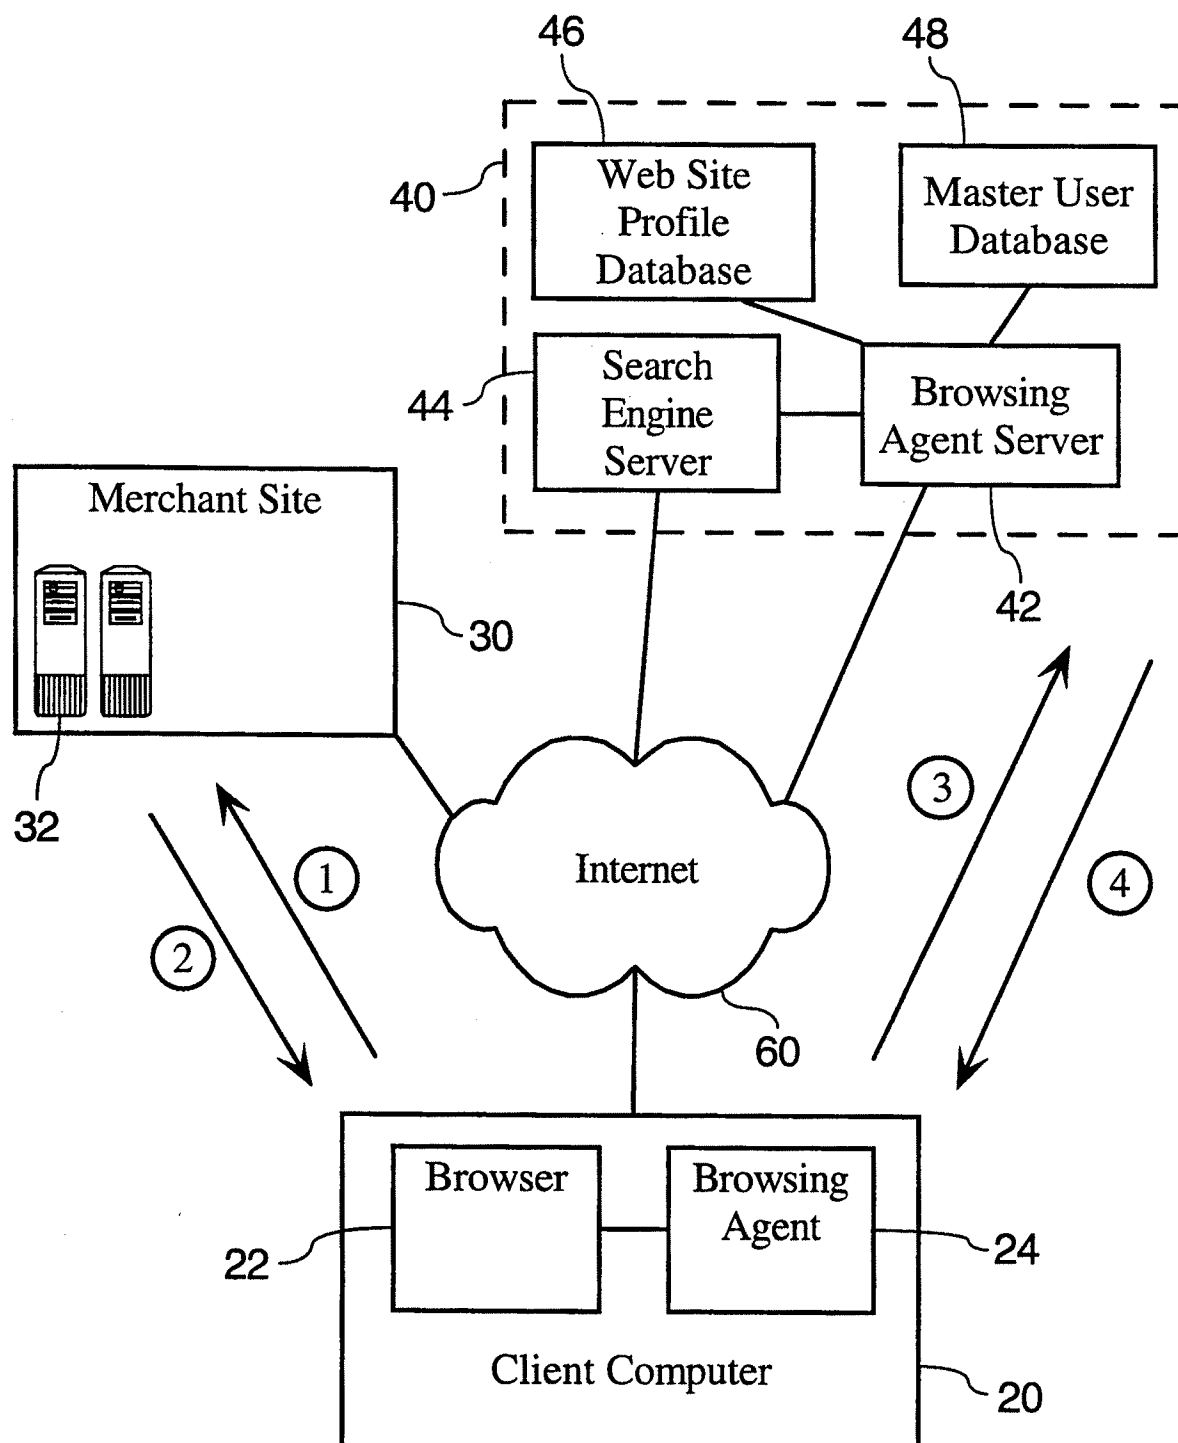 46
48
40
Web Site
Profile
Database
Master User
Database
44
Search
Engine
Server
Browsing
Agent Server
42
Merchant Site
30
32
1
2
3
4
Internet
60
Browser
Browsing
Agent
22
24
Client Computer
20